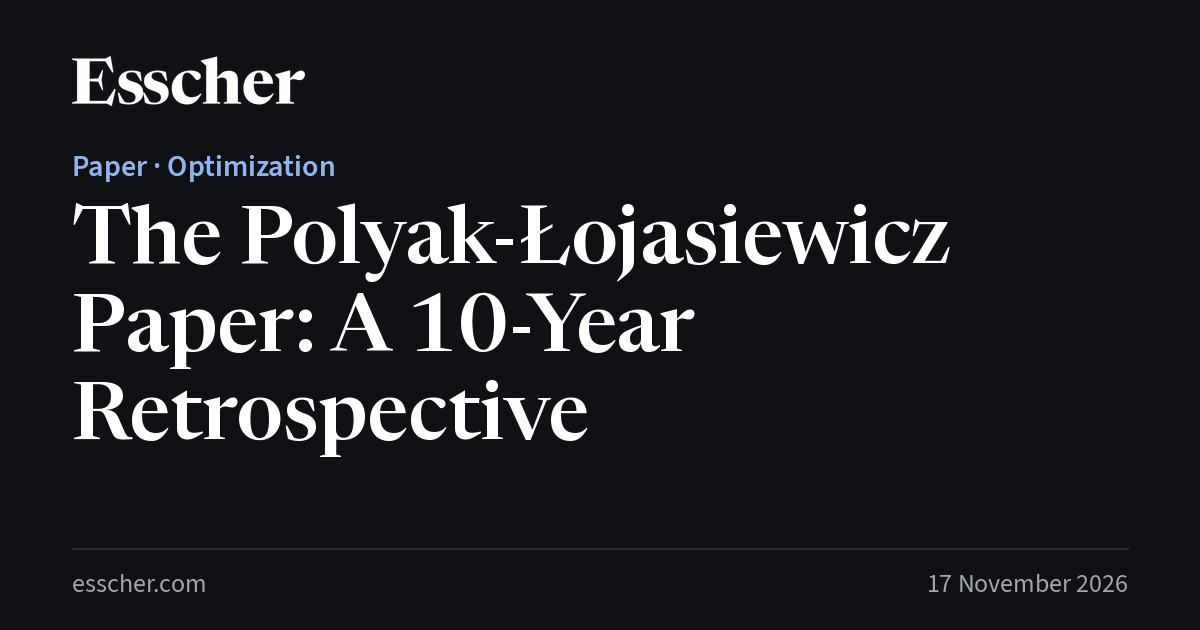 Esscher
Paper · Optimization
The Polyak-Łojasiewicz
Paper: A 10-Year
Retrospective
esscher.com
17 November 2026